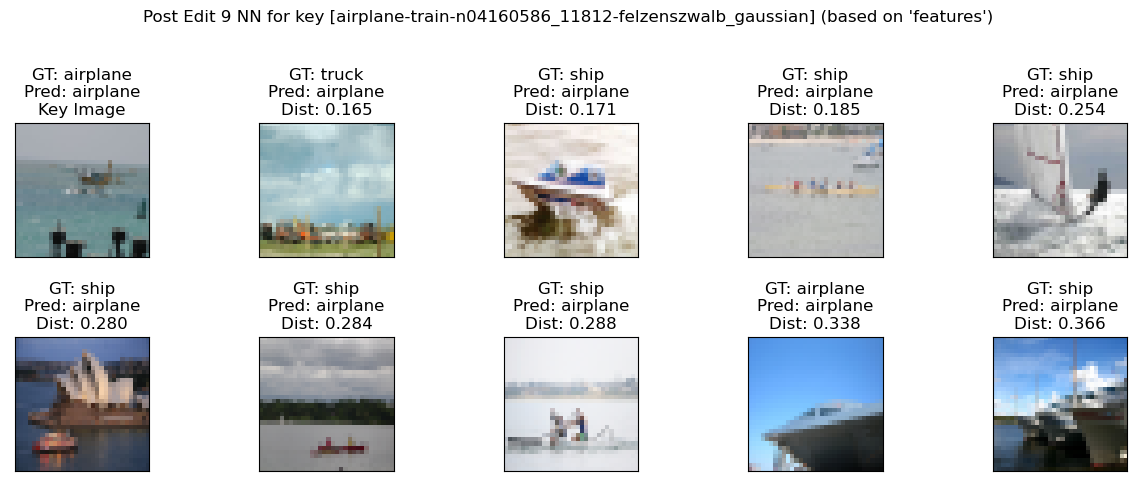 Post Edit 9 NN for key [airplane-train-n04160586_11812-felzenszwalb_gaussian] (based on 'features')
GT: airplane
Pred: airplane
Key Image
GT: truck
Pred: airplane
Dist: 0.165
GT: ship
Pred: airplane
Dist: 0.171
GT: ship
Pred: airplane
Dist: 0.185
GT: ship
Pred: airplane
Dist: 0.254
GT: ship
Pred: airplane
Dist: 0.280
GT: ship
Pred: airplane
Dist: 0.284
GT: ship
Pred: airplane
Dist: 0.288
GT: airplane
Pred: airplane
Dist: 0.338
GT: ship
Pred: airplane
Dist: 0.366